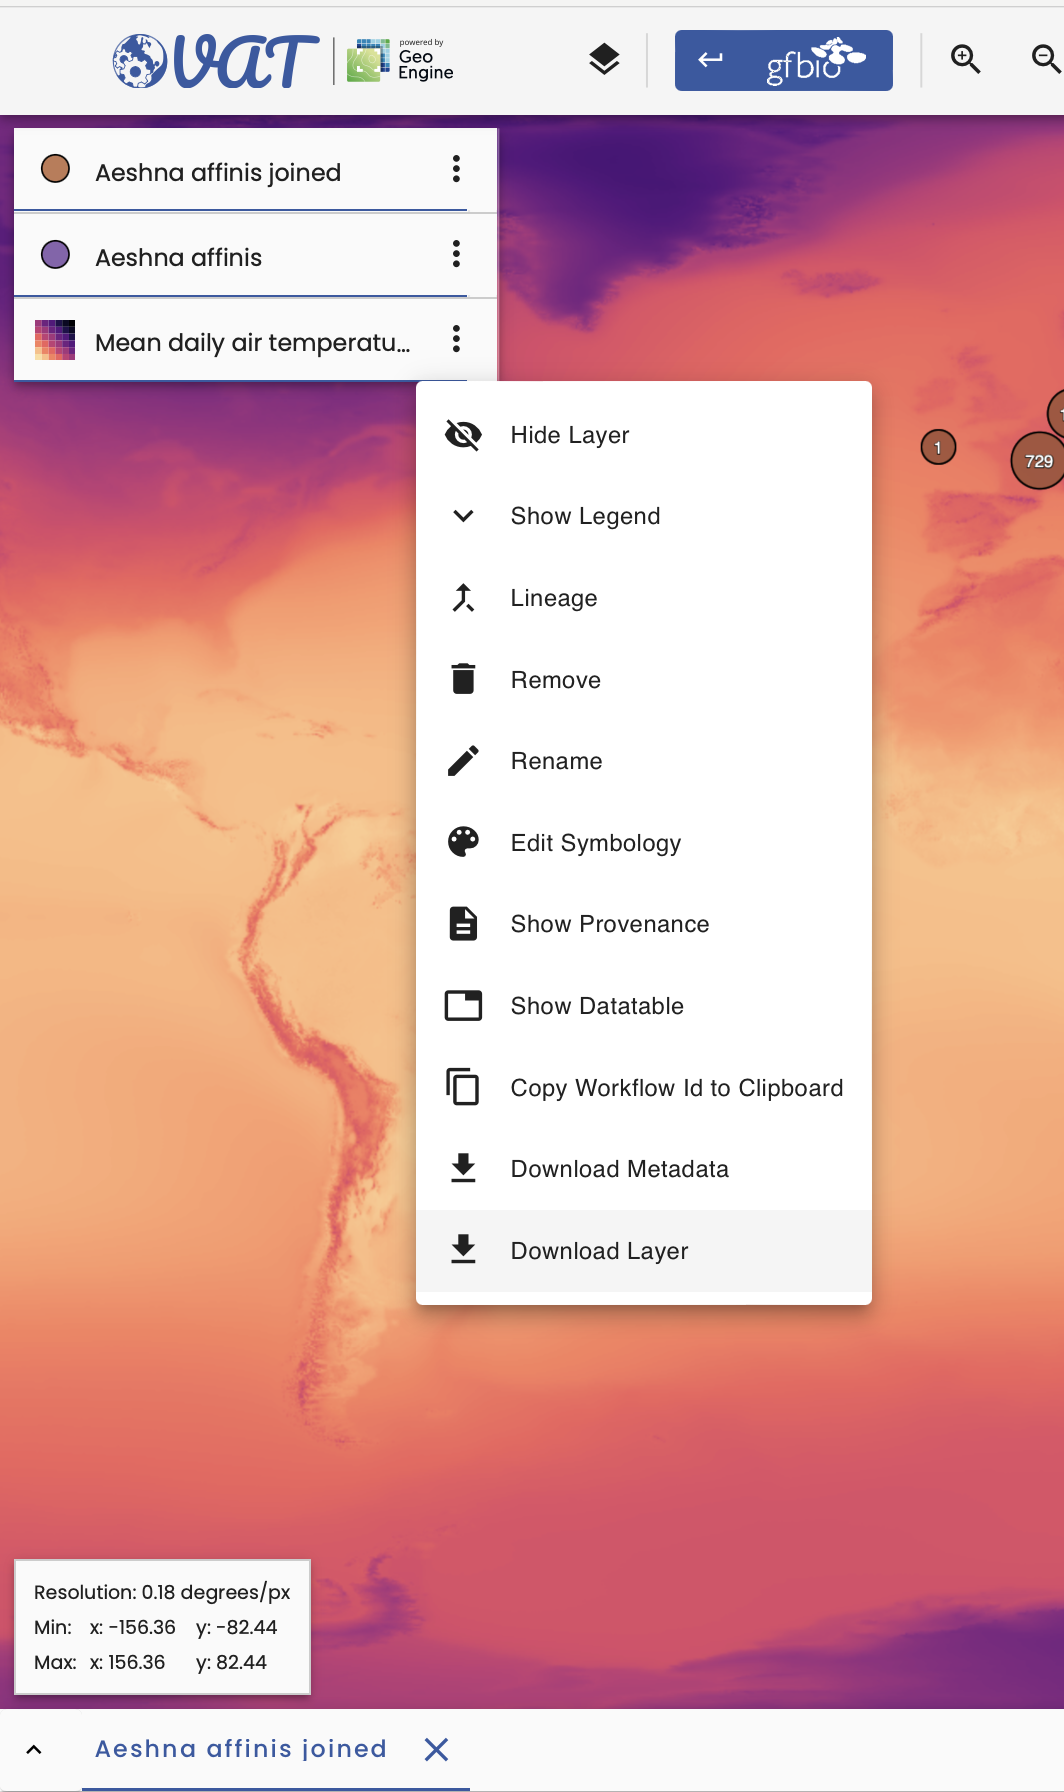 VAT
powered by
Geo
Engine
gfbio
Aeshna affinis joined
Aeshna affinis
Mean daily air temperatu...
Hide Layer
Show Legend
Lineage
Remove
Rename
Edit Symbology
Show Provenance
Show Datatable
Copy Workflow Id to Clipboard
Download Metadata
Download Layer
1
729
Resolution: 0.18 degrees/px
Min: x: -156.36 y: -82.44
Max: x: 156.36 y: 82.44
Aeshna affinis joined